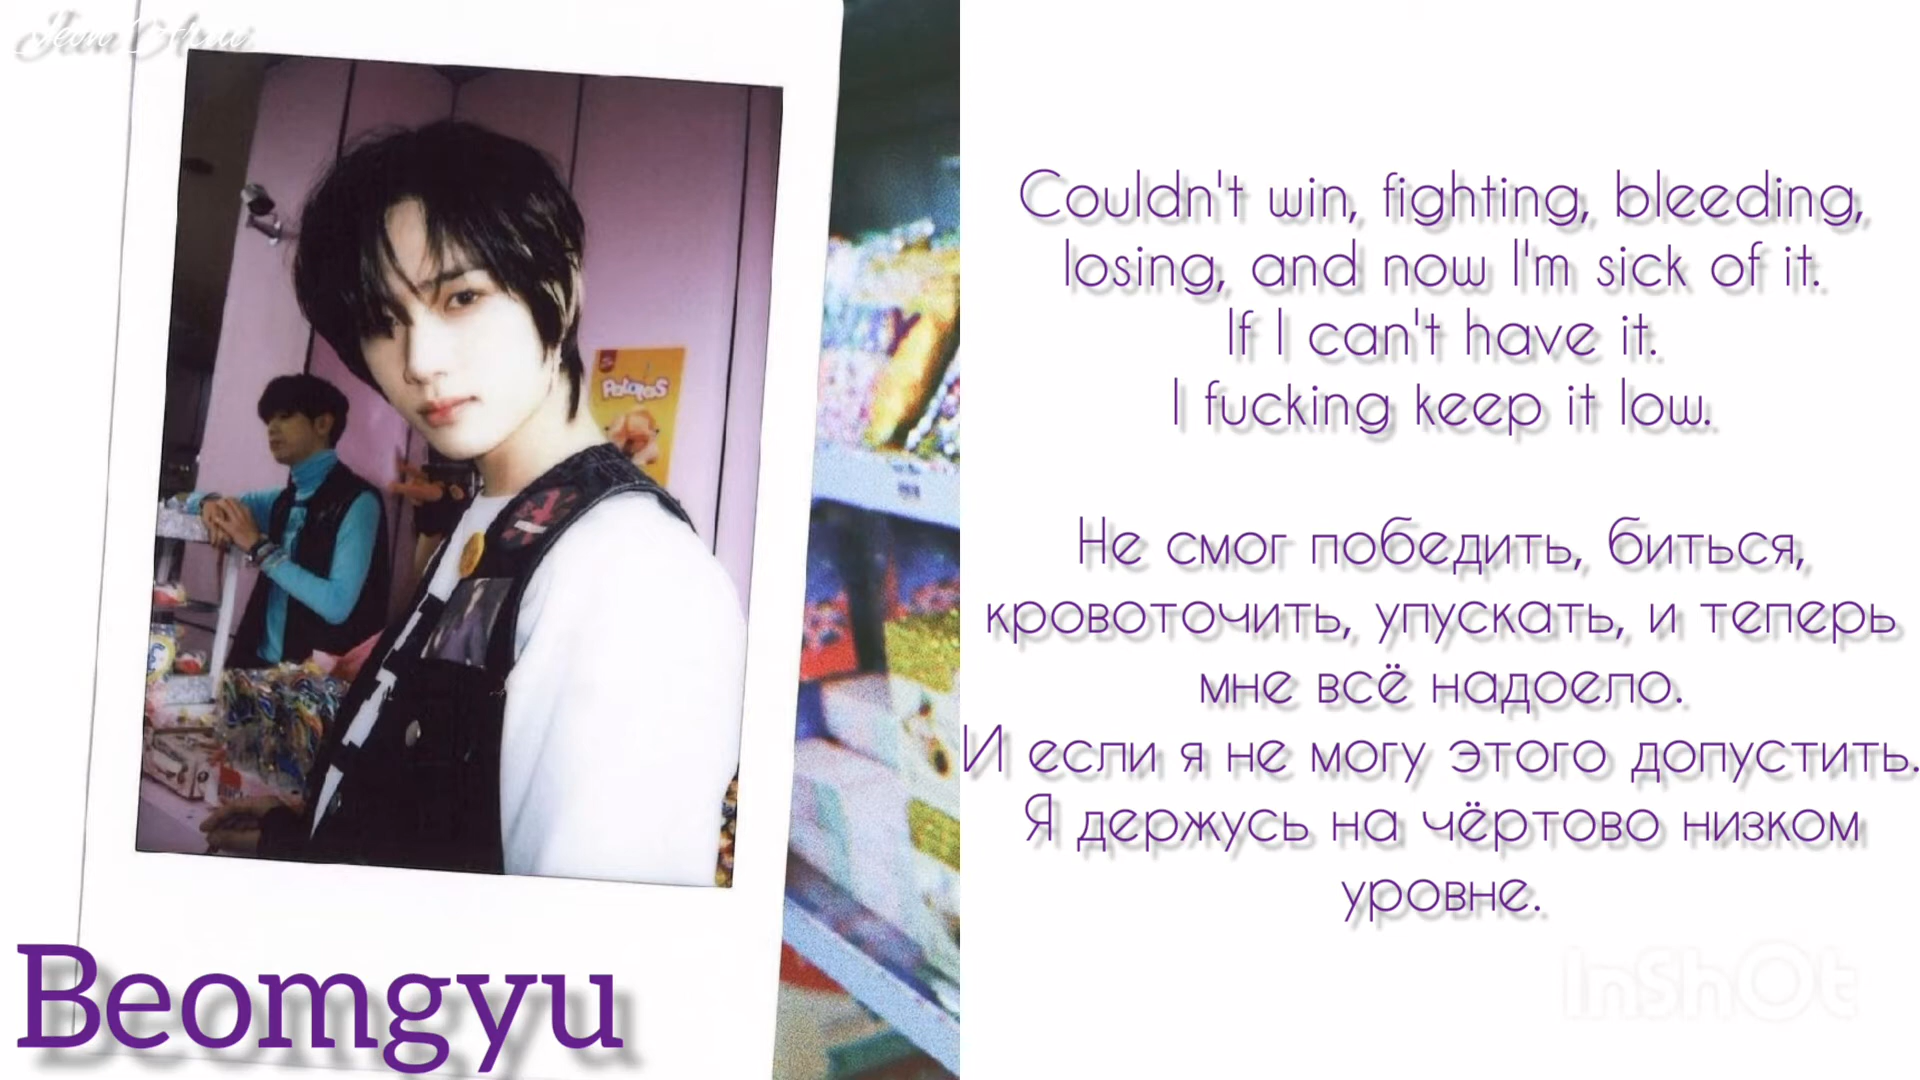 Jeon Arni.
PotatoS
Couldn't win, fighting, bleeding,
losing, and now I'm sick of it.
If I can't have it.
I fucking keep it low.
Не смог победить, биться,
кровоточить, упускать, и теперь
мне всё надоело.
И если я не могу этого допустить.
Я держусь на чёртово низком
уровне.
Beomgyu
InShOt